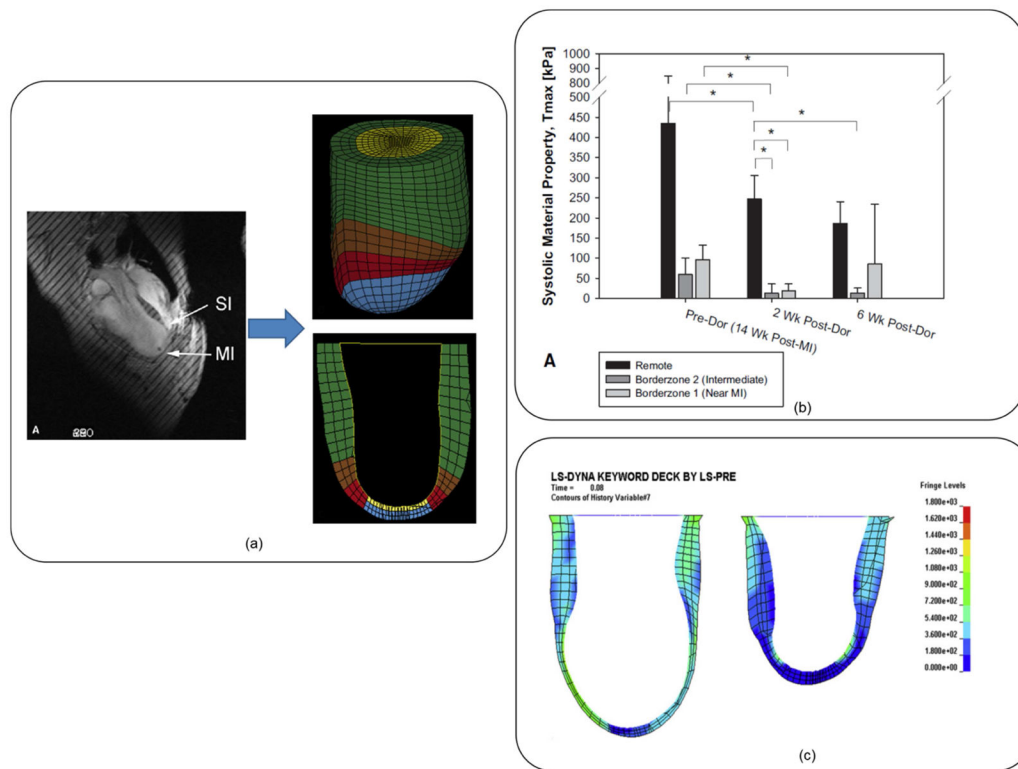 SI
MI
A
(a)
Systolic Material Property, Tmax [kPa]
1000
900
800
500
450
400
350
300
250
200
150
100
50
0
*
*
*
*
*
*
Pre-Dor (14 Wk Post-MI)
2 Wk Post-Dor
6 Wk Post-Dor
A
Remote
Borderzone 2 (Intermediate)
Borderzone 1 (Near MI)
(b)
LS-DYNA KEYWORD DECK BY LS-PRE
Time = 0.08
Contours of History Variable#7
Fringe Levels
1.800e+03
1.620e+03
1.440e+03
1.260e+03
1.080e+03
9.000e+02
7.200e+02
5.400e+02
3.600e+02
1.800e+02
0.000e+00
(c)